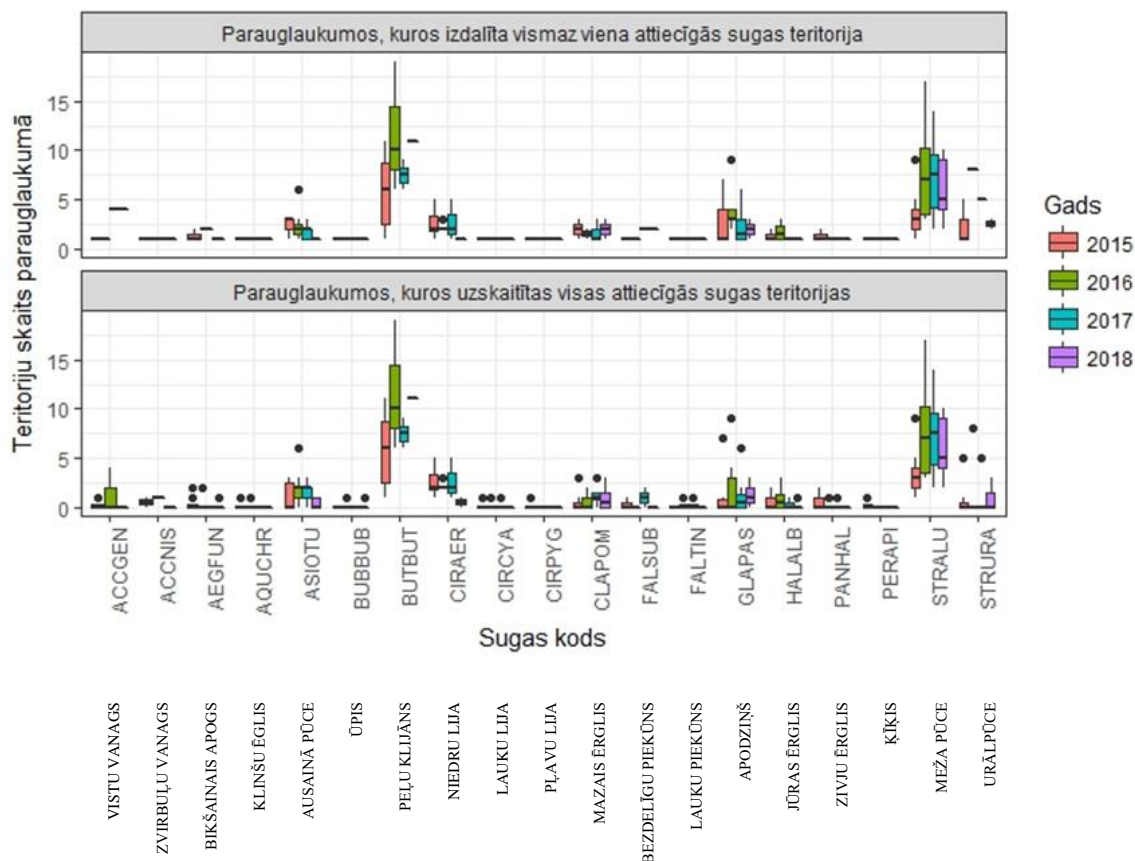 Parauglaukumos, kuros izdalīta vismaz viena attiecīgās sugas teritorija
15
10
5
0
Parauglaukumos, kuros uzskaitītas visas attiecīgās sugas teritorijas
15
10
5
0
Teritoriju skaits parauglaukumā
Gads
2015
2016
2017
2018
ACCGEN
ACCNIS
AEGFUN
AQUCHR
ASIOTU
BUBBUB
BUTBUT
CIRAER
CIRCYA
CIRPYG
CLAPOM
FALSUB
FALTIN
GLAPAS
HALALB
PANHAL
PERAPI
STRALU
STRURA
Sugas kods
VISTU VANAGS
ZVIRBUĻU VANAGS
BIKŠAINAIS APOGS
KLINŠU ĒGLIS
AUSAINĀ PŪCE
ŪPIS
PEĻU KLIJĀNS
NIEDRU LIJA
LAUKU LIJA
PĻAVU LIJA
MAZAIS ĒRGLIS
BEZDELĪGU PIEKŪNS
LAUKU PIEKŪNS
APODZIŅŠ
JŪRAS ĒRGLIS
ZIVJU ĒRGLIS
ĶĪĶIS
MEŽA PŪCE
URĀLPŪCE